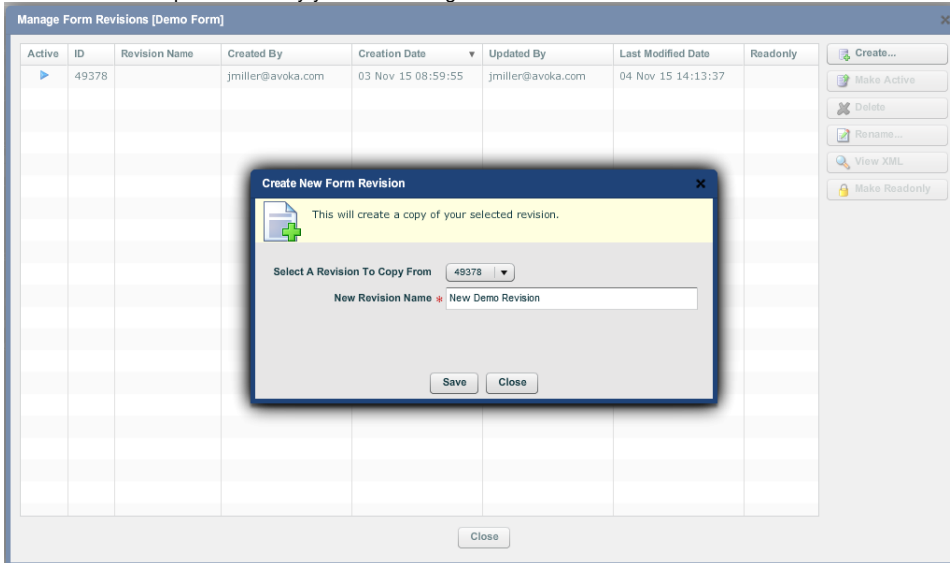 Manage Form Revisions [Demo Form]
Active ID Revision Name Created By Creation Date Updated By Last Modified Date Readonly
49378 jmiller@avoka.com 03 Nov 15 08:59:55 jmiller@avoka.com 04 Nov 15 14:13:37
Create...
Make Active
Delete
Rename...
View XML
Make Readonly
Create New Form Revision
This will create a copy of your selected revision.
Select A Revision To Copy From 49378
New Revision Name * New Demo Revision
Save Close
Close